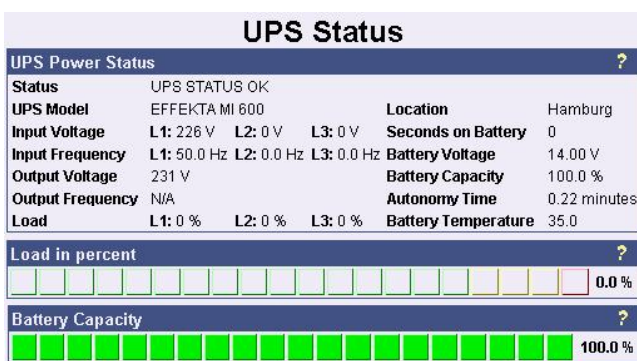 UPS Status
UPS Power Status ?
Status UPS STATUS OK
UPS Model EFFEKTA MI 600 Location Hamburg
Input Voltage L1: 226 V L2: 0 V L3: 0 V Seconds on Battery 0
Input Frequency L1: 50.0 Hz L2: 0.0 Hz L3: 0.0 Hz Battery Voltage 14.00 V
Output Voltage 231 V Battery Capacity 100.0 %
Output Frequency N/A Autonomy Time 0.22 minutes
Load L1: 0 % L2: 0 % L3: 0 % Battery Temperature 35.0
Load in percent ?
0.0 %
Battery Capacity ?
100.0 %